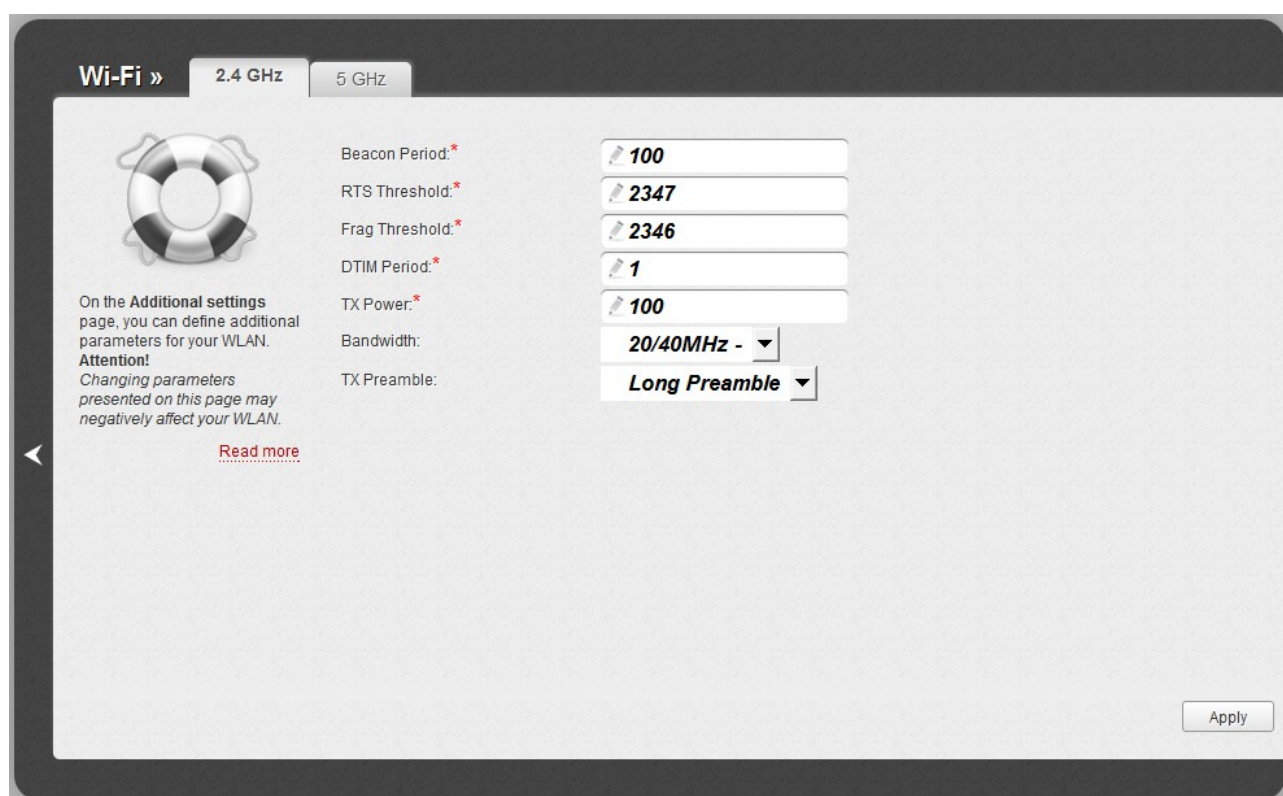 Wi-Fi » 2.4 GHz 5 GHz
Beacon Period:* 100
RTS Threshold:* 2347
Frag Threshold:* 2346
DTIM Period:* 1
TX Power:* 100
Bandwidth: 20/40MHz -
TX Preamble: Long Preamble
On the Additional settings
page, you can define additional
parameters for your WLAN.
Attention!
Changing parameters
presented on this page may
negatively affect your WLAN.
Read more
Apply